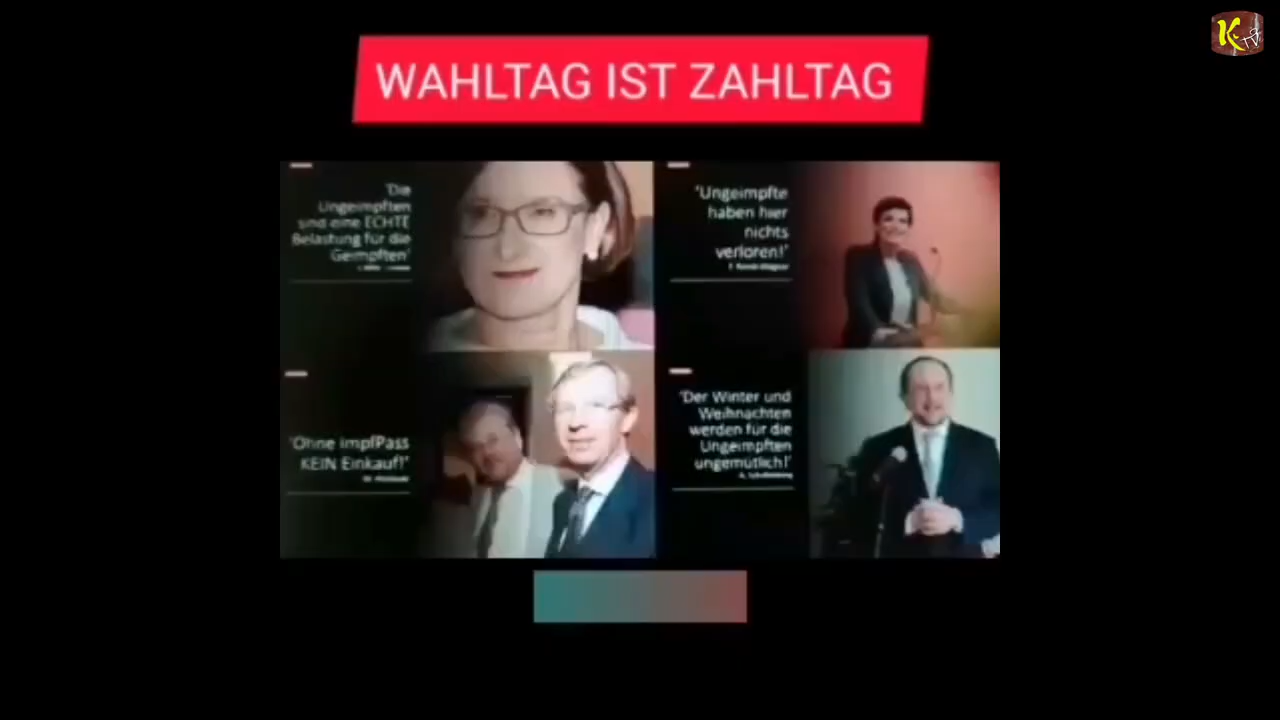 WAHLTAG IST ZAHLTAG
'Die
Ungeimpften
sind eine ECHTE
Belastung für die
Geimpften'
'Ungeimpfte
haben hier
nichts
verloren!'
'Ohne ImpfPass
KEIN Einkauf!'
'Der Winter und
Weihnachten
werden für die
Ungeimpften
ungemütlich!'
K TV